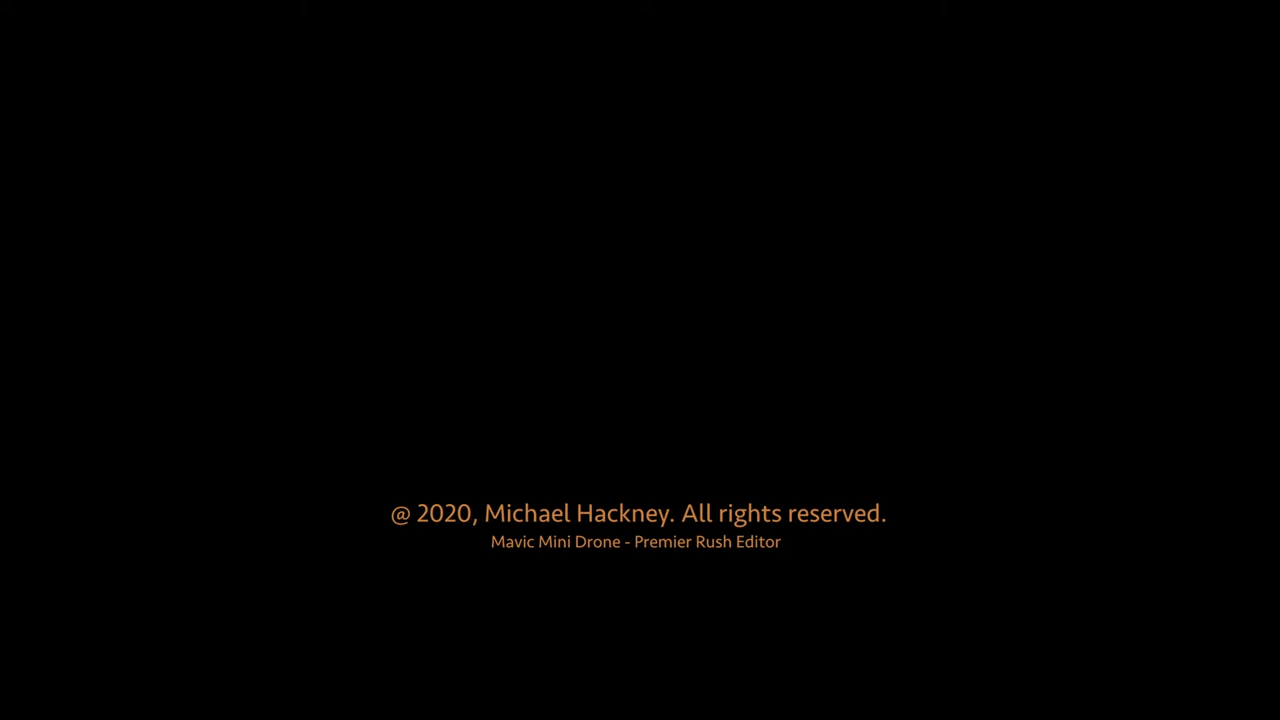 @ 2020, Michael Hackney. All rights reserved.
Mavic Mini Drone - Premier Rush Editor